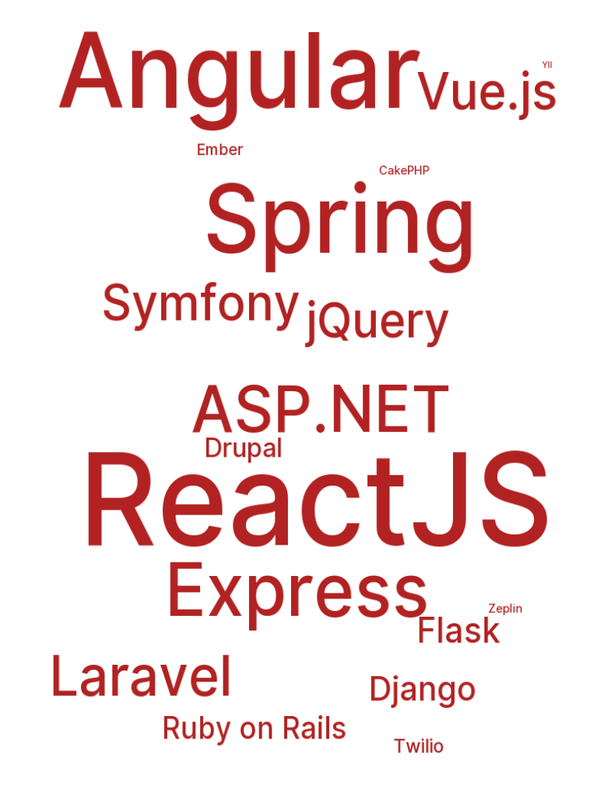 Angular
Vue.js
YII
Ember
CakePHP
Spring
Symfony
jQuery
ASP.NET
Drupal
ReactJS
Express
Zeplin
Flask
Laravel
Django
Ruby on Rails
Twilio